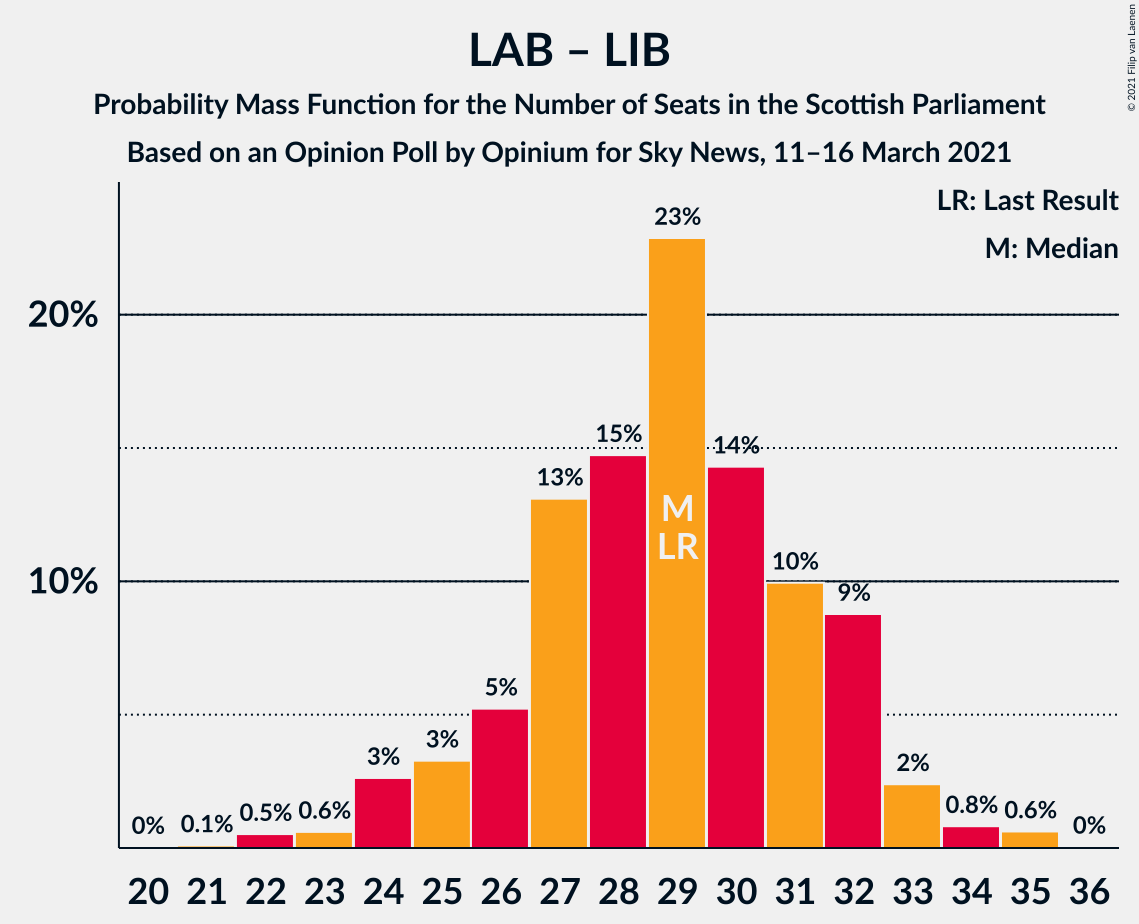 LAB – LIB
Probability Mass Function for the Number of Seats in the Scottish Parliament
Based on an Opinion Poll by Opinium for Sky News, 11–16 March 2021
© 2021 Filip van Laenen
LR: Last Result
M: Median
20%
10%
0%
0.1%
0.5%
0.6%
3%
3%
5%
13%
15%
23%
14%
10%
9%
2%
0.8%
0.6%
0%
M
LR
20 21 22 23 24 25 26 27 28 29 30 31 32 33 34 35 36